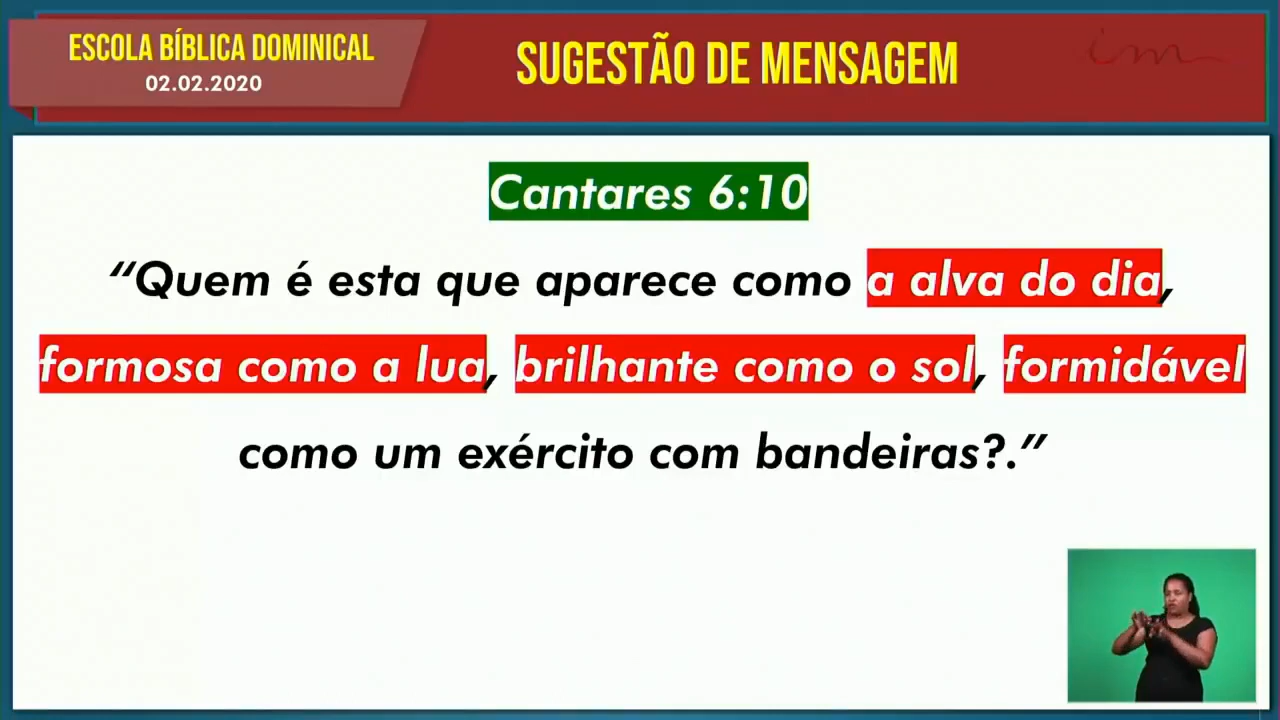 ESCOLA BÍBLICA DOMINICAL
02.02.2020
SUGESTÃO DE MENSAGEM
im
Cantares 6:10
“Quem é esta que aparece como a alva do dia,
formosa como a lua, brilhante como o sol, formidável
como um exército com bandeiras?.”